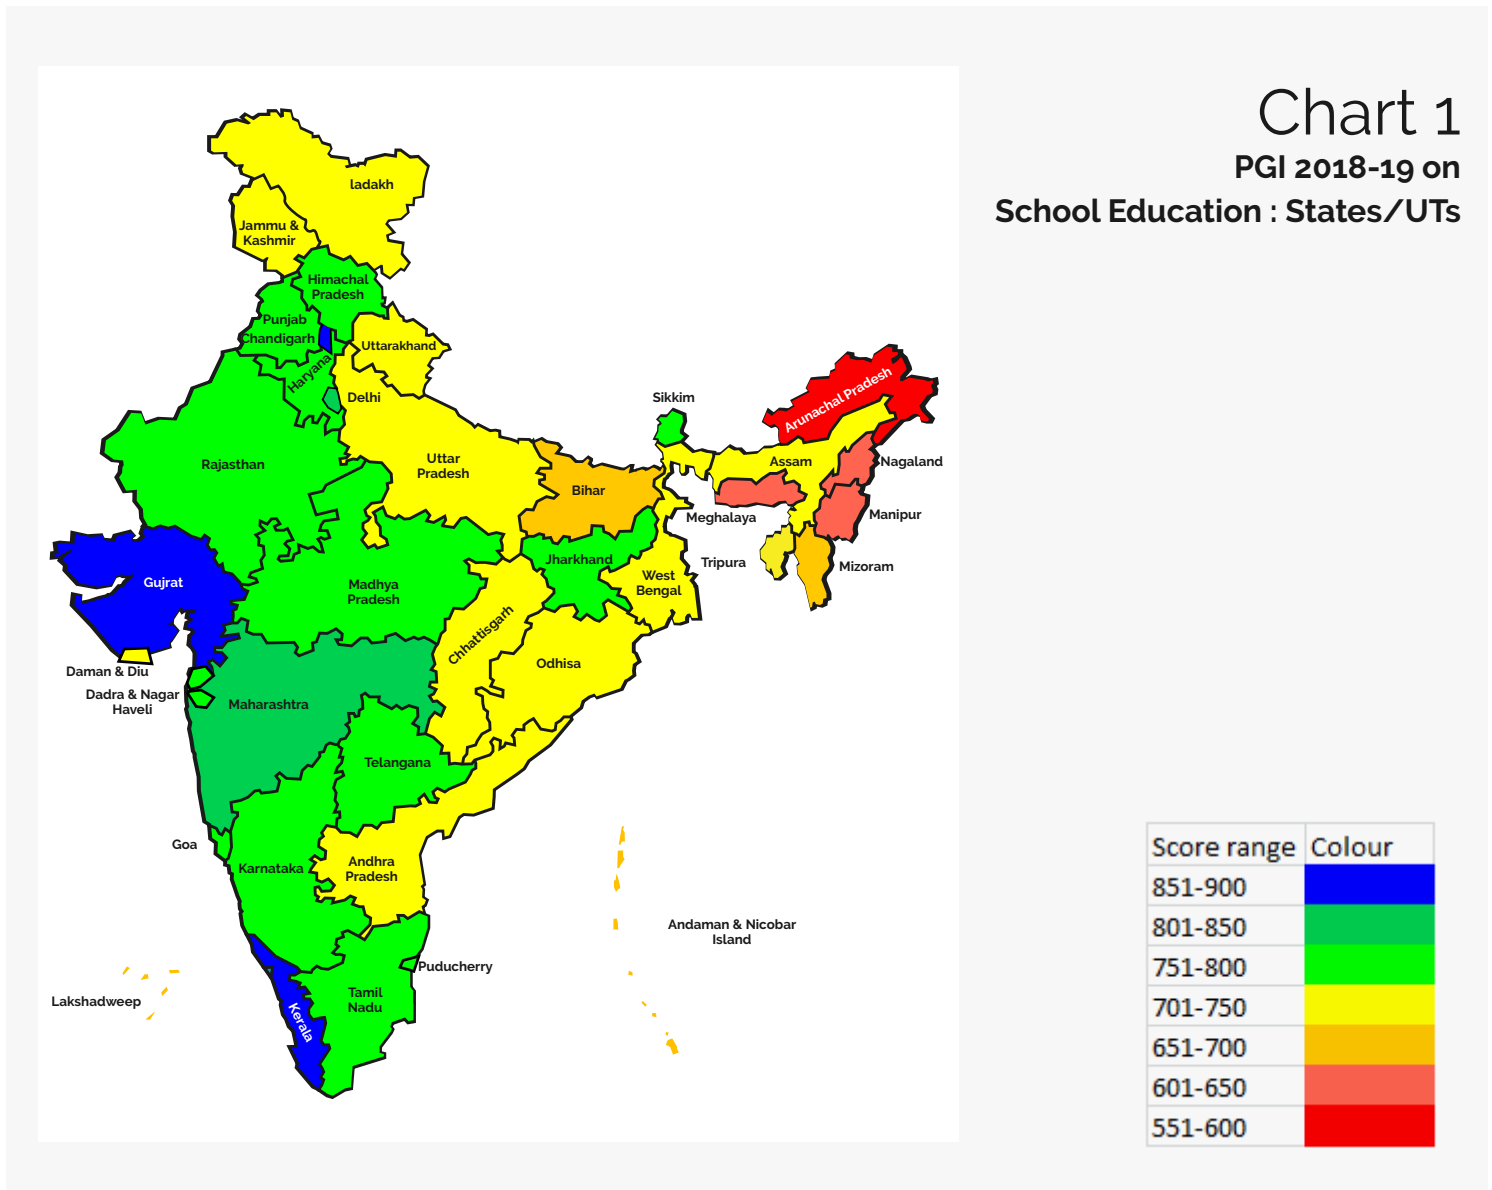 Chart 1
PGI 2018-19 on
School Education : States/UTs
ladakh
Jammu &
Kashmir
Himachal
Pradesh
Punjab
Chandigarh
Uttarakhand
Haryana
Delhi
Rajasthan
Uttar
Pradesh
Bihar
Sikkim
Arunachal Pradesh
Assam
Nagaland
Meghalaya
Manipur
Tripura
Mizoram
Gujrat
Madhya
Pradesh
Jharkhand
West
Bengal
Chhattisgarh
Odhisa
Daman & Diu
Dadra & Nagar
Haveli
Maharashtra
Telangana
Goa
Karnataka
Andhra
Pradesh
Andaman & Nicobar
Island
Puducherry
Lakshadweep
Tamil
Nadu
Kerala
Score range Colour
851-900
801-850
751-800
701-750
651-700
601-650
551-600